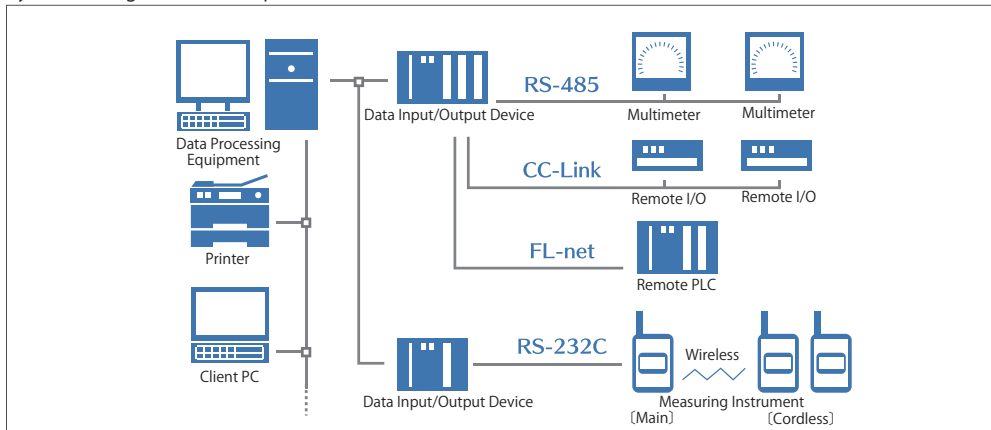 RS-485
Data Input/Output Device
Multimeter
Multimeter
Data Processing
Equipment
CC-Link
Remote I/O
Remote I/O
Printer
FL-net
Remote PLC
RS-232C
Wireless
Client PC
Data Input/Output Device
Measuring Instrument
〔Main〕
〔Cordless〕